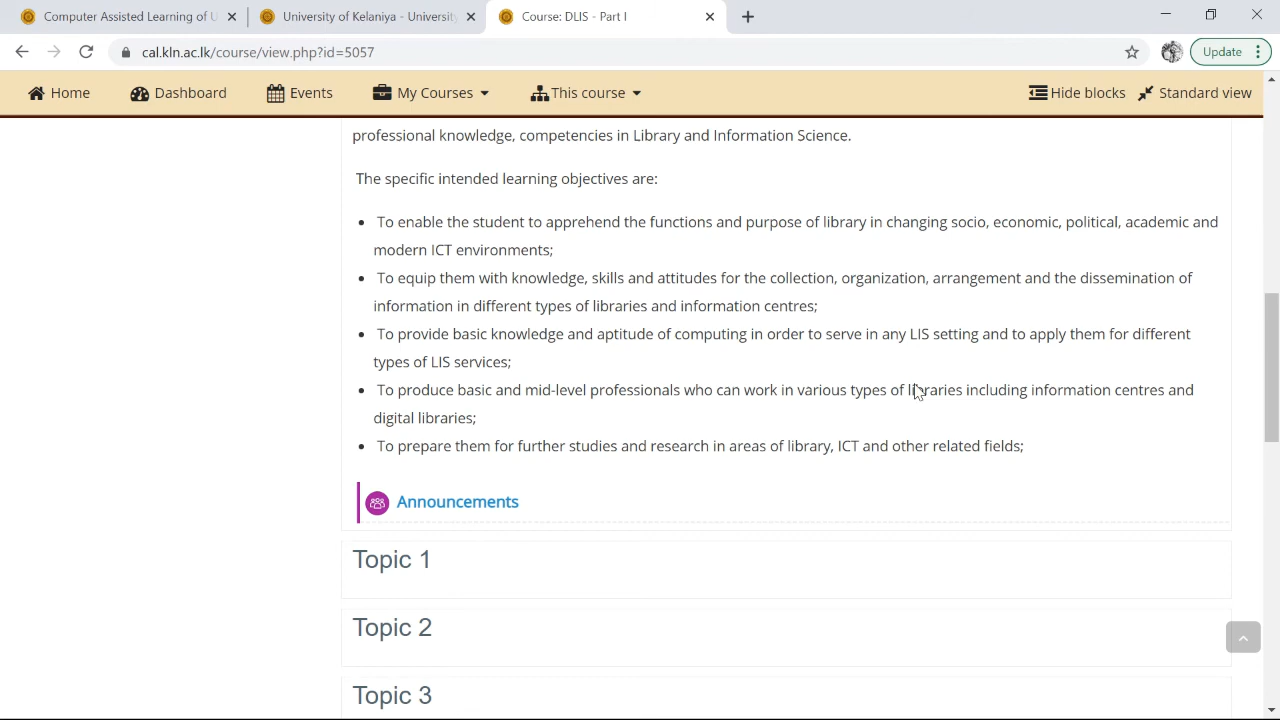 Computer Assisted Learning of U
University of Kelaniya - University
Course: DLIS - Part I
cal.kln.ac.lk/course/view.php?id=5057
Update
Home
Dashboard
Events
My Courses
This course
Hide blocks
Standard view
professional knowledge, competencies in Library and Information Science.
The specific intended learning objectives are:
To enable the student to apprehend the functions and purpose of library in changing socio, economic, political, academic and
modern ICT environments;
To equip them with knowledge, skills and attitudes for the collection, organization, arrangement and the dissemination of
information in different types of libraries and information centres;
To provide basic knowledge and aptitude of computing in order to serve in any LIS setting and to apply them for different
types of LIS services;
To produce basic and mid-level professionals who can work in various types of libraries including information centres and
digital libraries;
To prepare them for further studies and research in areas of library, ICT and other related fields;
Announcements
Topic 1
Topic 2
Topic 3